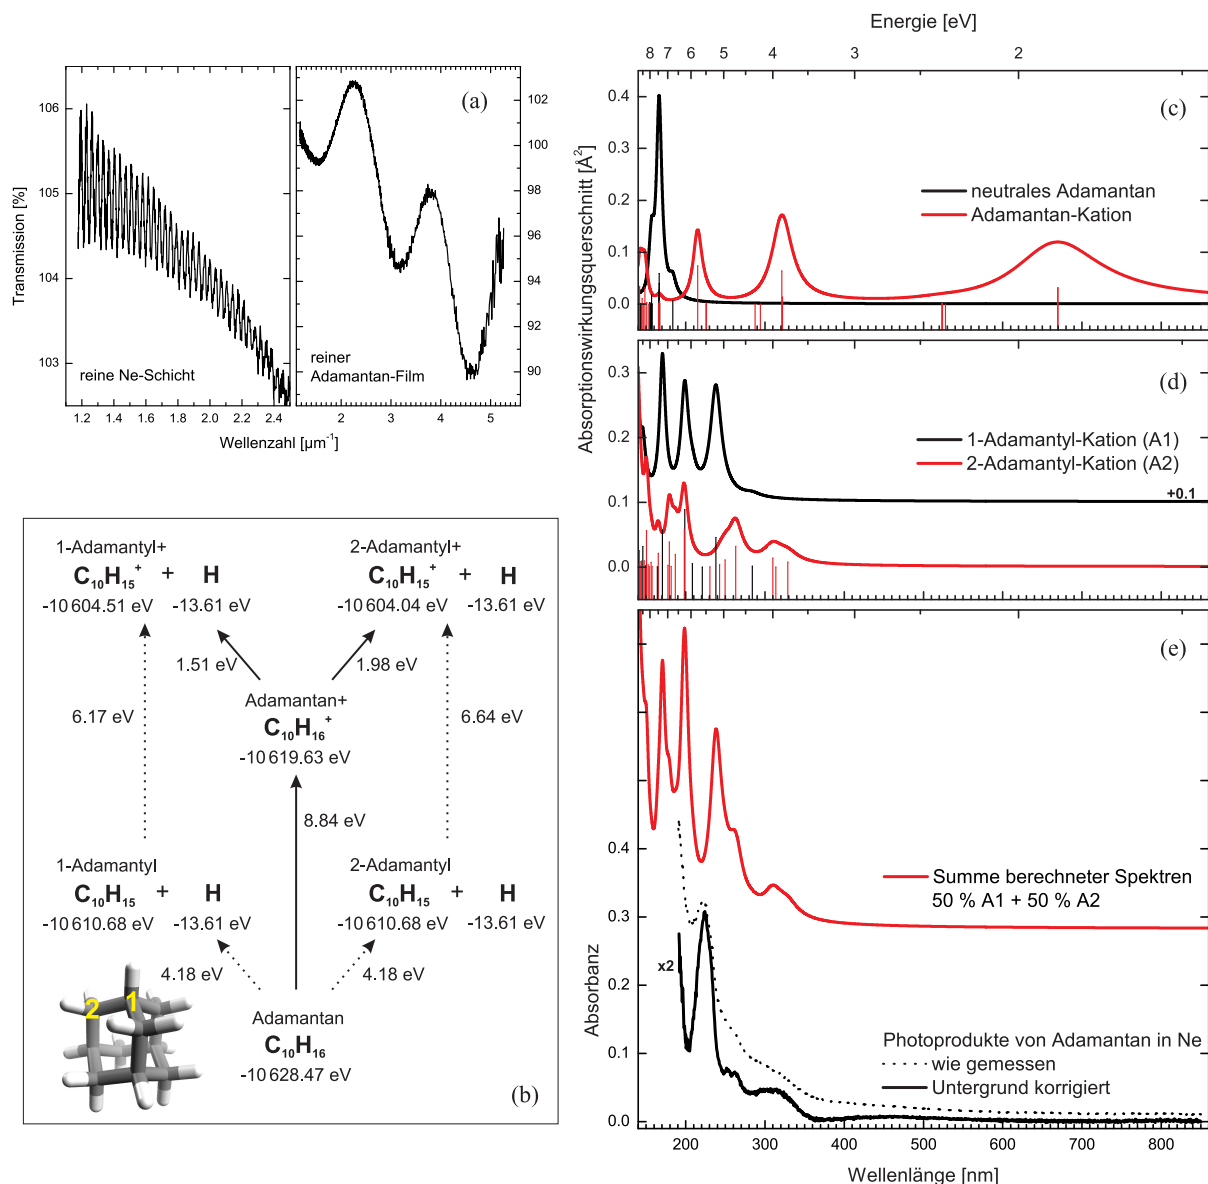 (a)
106
105
104
103
Transmission [%]
reine Ne-Schicht
1.2 1.4 1.6 1.8 2.0 2.2 2.4
reiner
Adamantan-Film
102
100
98
96
94
92
90
2 3 4 5
Wellenzahl [µm⁻¹]
1-Adamantyl+
C₁₀H₁₅⁺ + H
-10 604.51 eV -13.61 eV
2-Adamantyl+
C₁₀H₁₅⁺ + H
-10 604.04 eV -13.61 eV
1.51 eV
1.98 eV
6.17 eV
Adamantan+
C₁₀H₁₆⁺
-10 619.63 eV
6.64 eV
8.84 eV
1-Adamantyl
C₁₀H₁₅ + H
-10 610.68 eV -13.61 eV
2-Adamantyl
C₁₀H₁₅ + H
-10 610.68 eV -13.61 eV
4.18 eV
4.18 eV
2 1
Adamantan
C₁₀H₁₆
-10 628.47 eV
(b)
Energie [eV]
8 7 6 5 4 3 2
0.4
0.3
0.2
0.1
0.0
(c)
neutrales Adamantan
Adamantan-Kation
Absorptionswirkungsquerschnitt [Å²]
0.3
0.2
0.1
0.0
(d)
1-Adamantyl-Kation (A1)
2-Adamantyl-Kation (A2)
+0.1
(e)
0.4
0.3
0.2
0.1
0.0
Absorbanz
Summe berechneter Spektren
50 % A1 + 50 % A2
x2
Photoprodukte von Adamantan in Ne
wie gemessen
Untergrund korrigiert
200 300 400 500 600 700 800
Wellenlänge [nm]